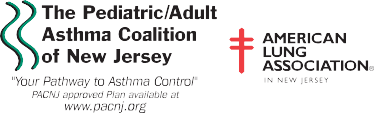 The Pediatric/Adult
Asthma Coalition
of New Jersey
"Your Pathway to Asthma Control"
PACNJ approved Plan available at
www.pacnj.org
AMERICAN
LUNG
ASSOCIATION®
IN NEW JERSEY